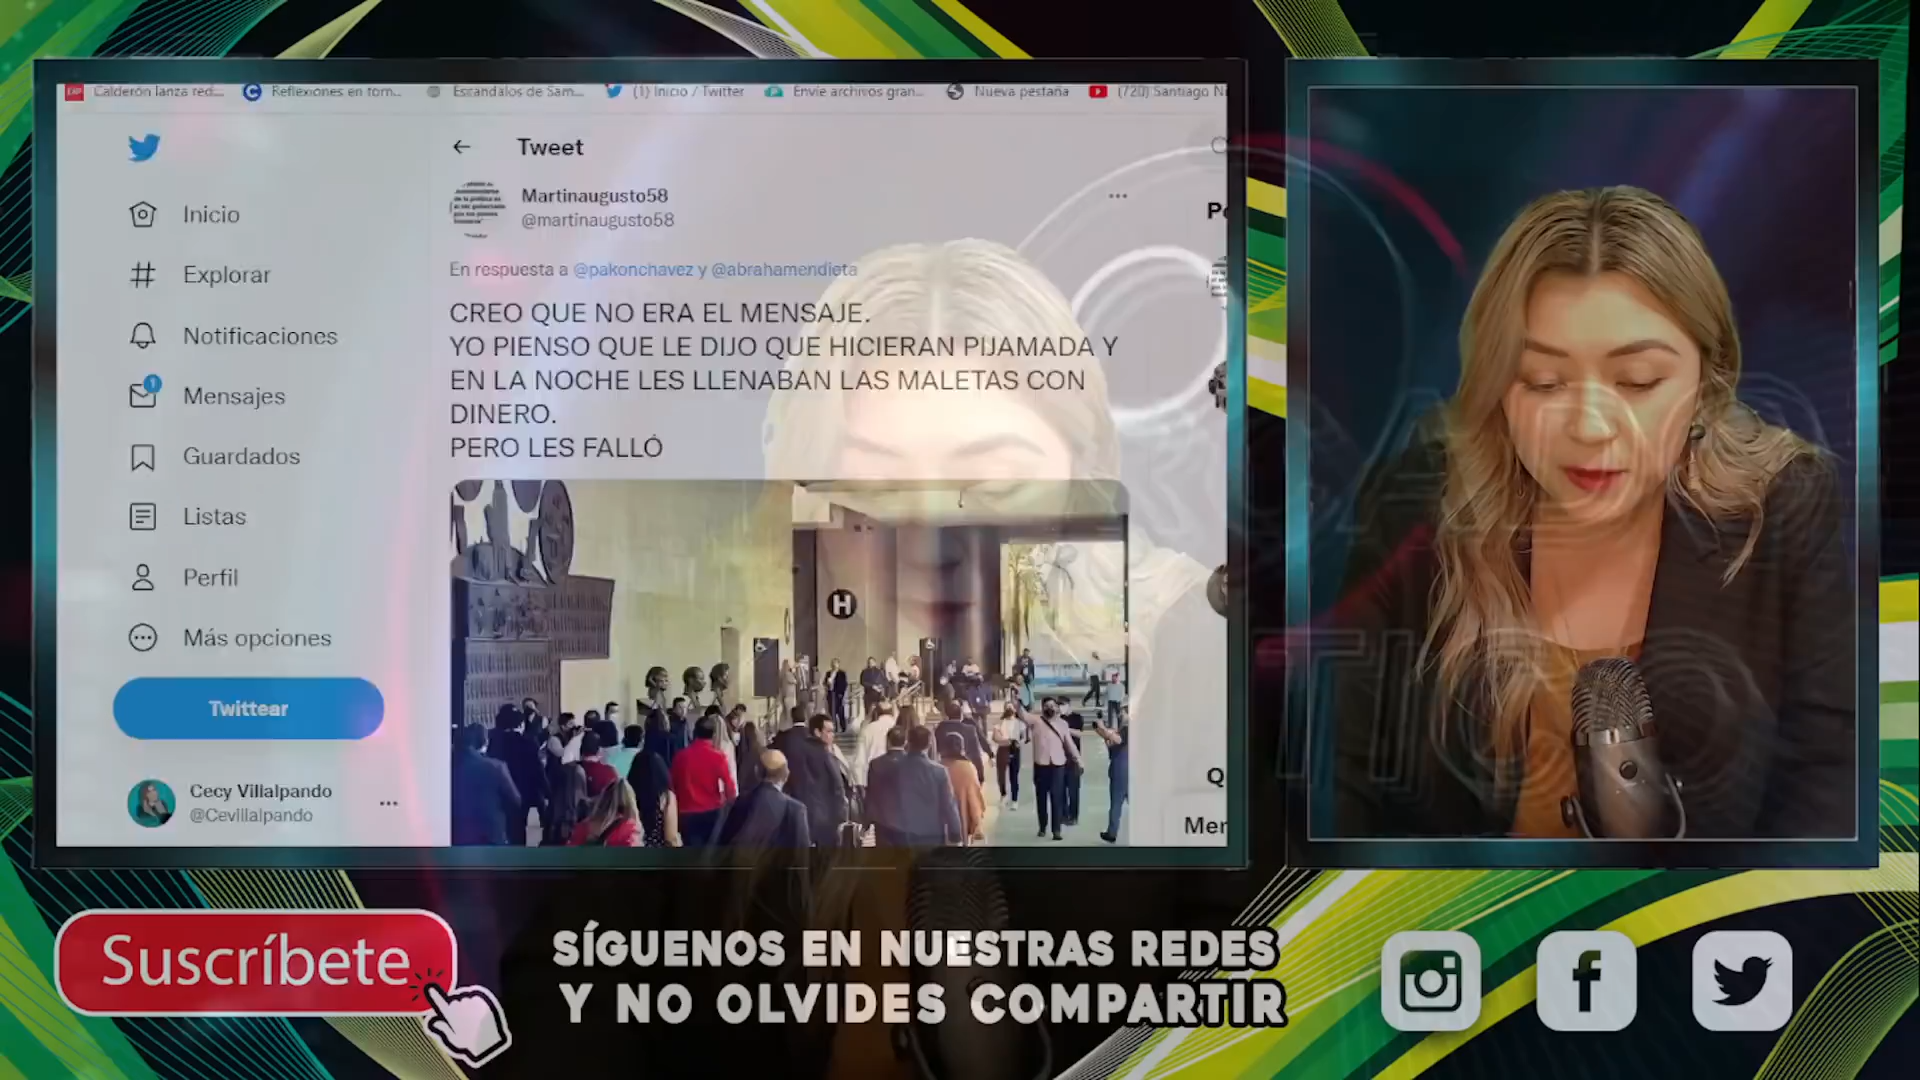 Calderón lanza red...
Reflexiones en torn...
Escándalos de Sam...
(1) Inicio / Twitter
Envíe archivos gran...
Nueva pestaña
(720) Santiago Ni
Tweet
Martinaugusto58
@martinaugusto58
En respuesta a @pakonchavez y @abrahamendieta
CREO QUE NO ERA EL MENSAJE.
YO PIENSO QUE LE DIJO QUE HICIERAN PIJAMADA Y
EN LA NOCHE LES LLENABAN LAS MALETAS CON
DINERO.
PERO LES FALLÓ
H
Inicio
Explorar
Notificaciones
1
Mensajes
Guardados
Listas
Perfil
Más opciones
Twittear
Cecy Villalpando
@Cevillalpando
Suscríbete
SÍGUENOS EN NUESTRAS REDES
Y NO OLVIDES COMPARTIR